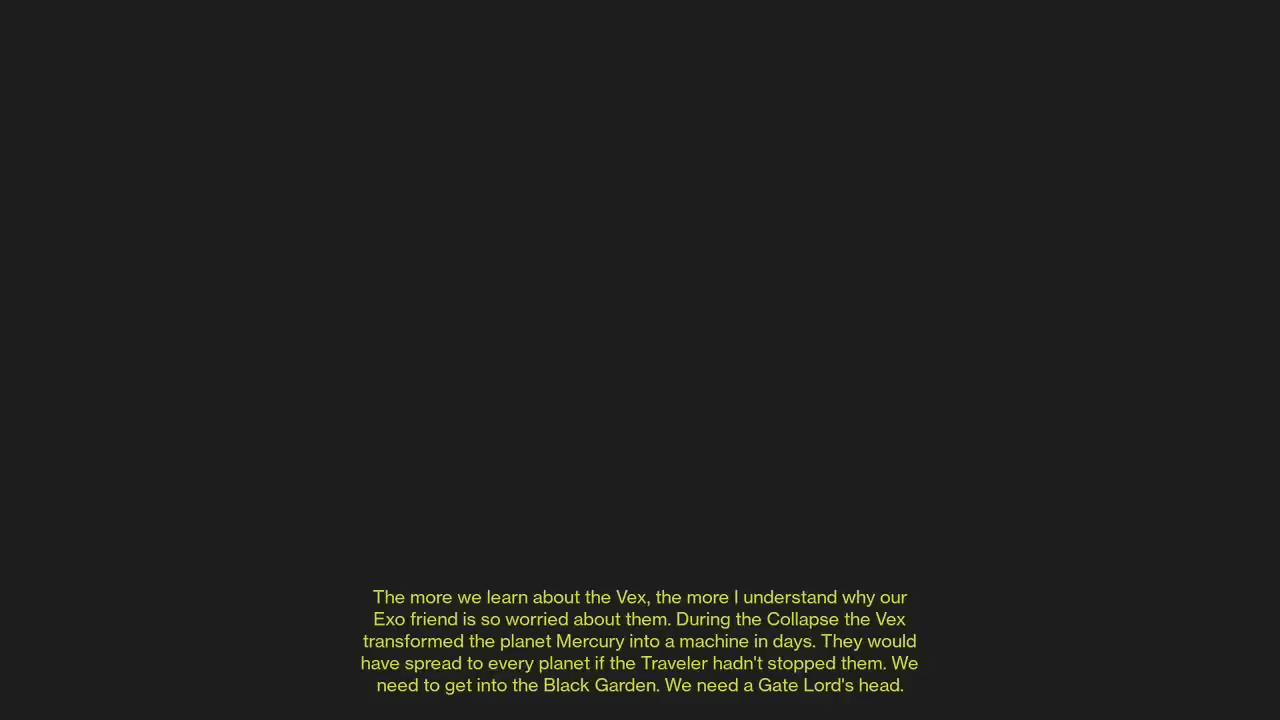 The more we learn about the Vex, the more I understand why our
Exo friend is so worried about them. During the Collapse the Vex
transformed the planet Mercury into a machine in days. They would
have spread to every planet if the Traveler hadn't stopped them. We
need to get into the Black Garden. We need a Gate Lord's head.